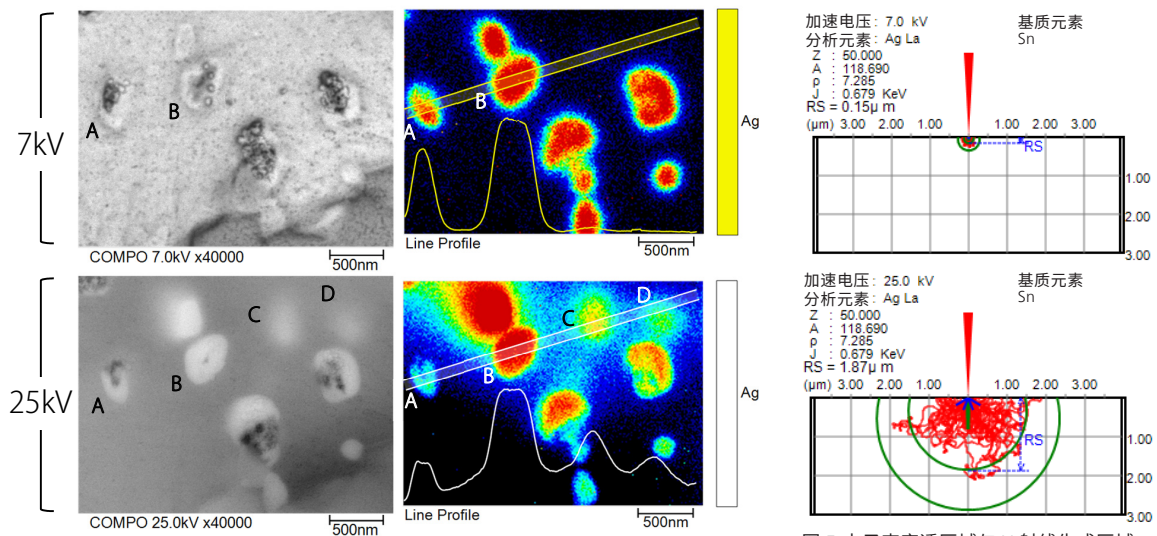 7kV
A
B
COMPO 7.0kV x40000
500nm
A
B
Line Profile
500nm
Ag
加速电压: 7.0 kV
基质元素
分析元素: Ag La
Sn
Z : 50.000
A : 118.690
ρ : 7.285
J : 0.679 KeV
RS = 0.15μm
(μm) 3.00 2.00 1.00 1.00 2.00 3.00
RS
1.00
2.00
3.00
25kV
A
B
C
D
COMPO 25.0kV x40000
500nm
A
B
C
D
Line Profile
500nm
Ag
加速电压: 25.0 kV
基质元素
分析元素: Ag La
Sn
Z : 50.000
A : 118.690
ρ : 7.285
J : 0.679 KeV
RS = 1.87μm
(μm) 3.00 2.00 1.00 1.00 2.00 3.00
RS
1.00
2.00
3.00